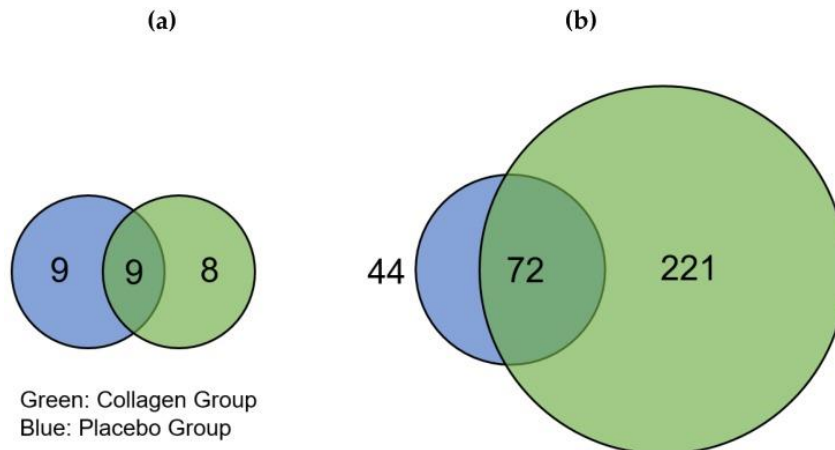 (a)
(b)
9 9 8
44 72 221
Green: Collagen Group
Blue: Placebo Group